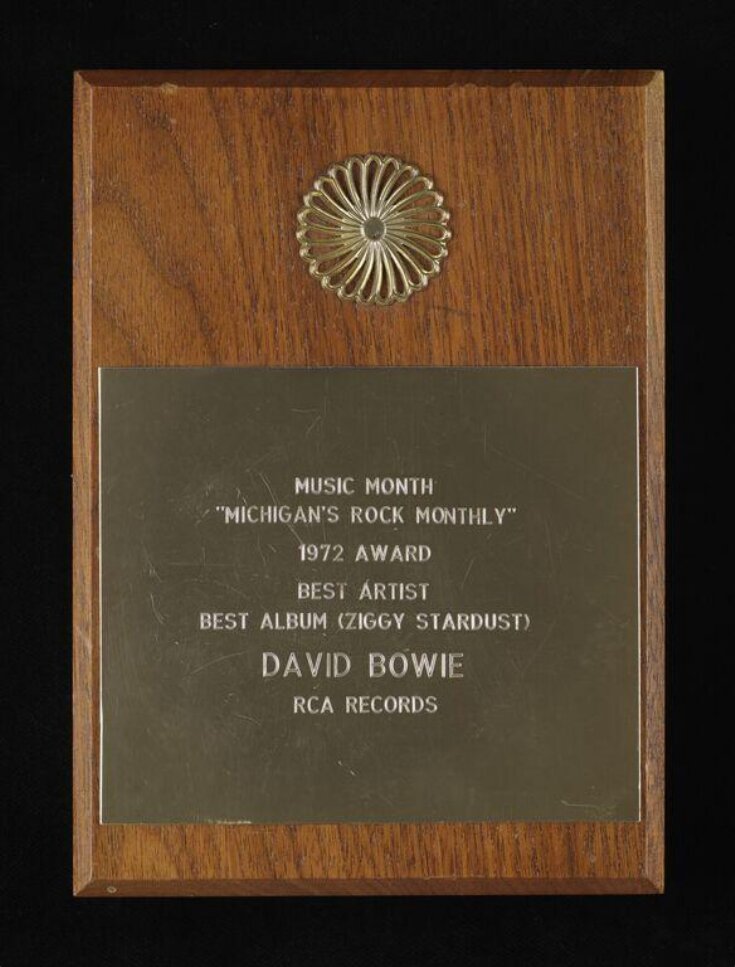 MUSIC MONTH
"MICHIGAN'S ROCK MONTHLY"
1972 AWARD
BEST ARTIST
BEST ALBUM (ZIGGY STARDUST)
DAVID BOWIE
RCA RECORDS